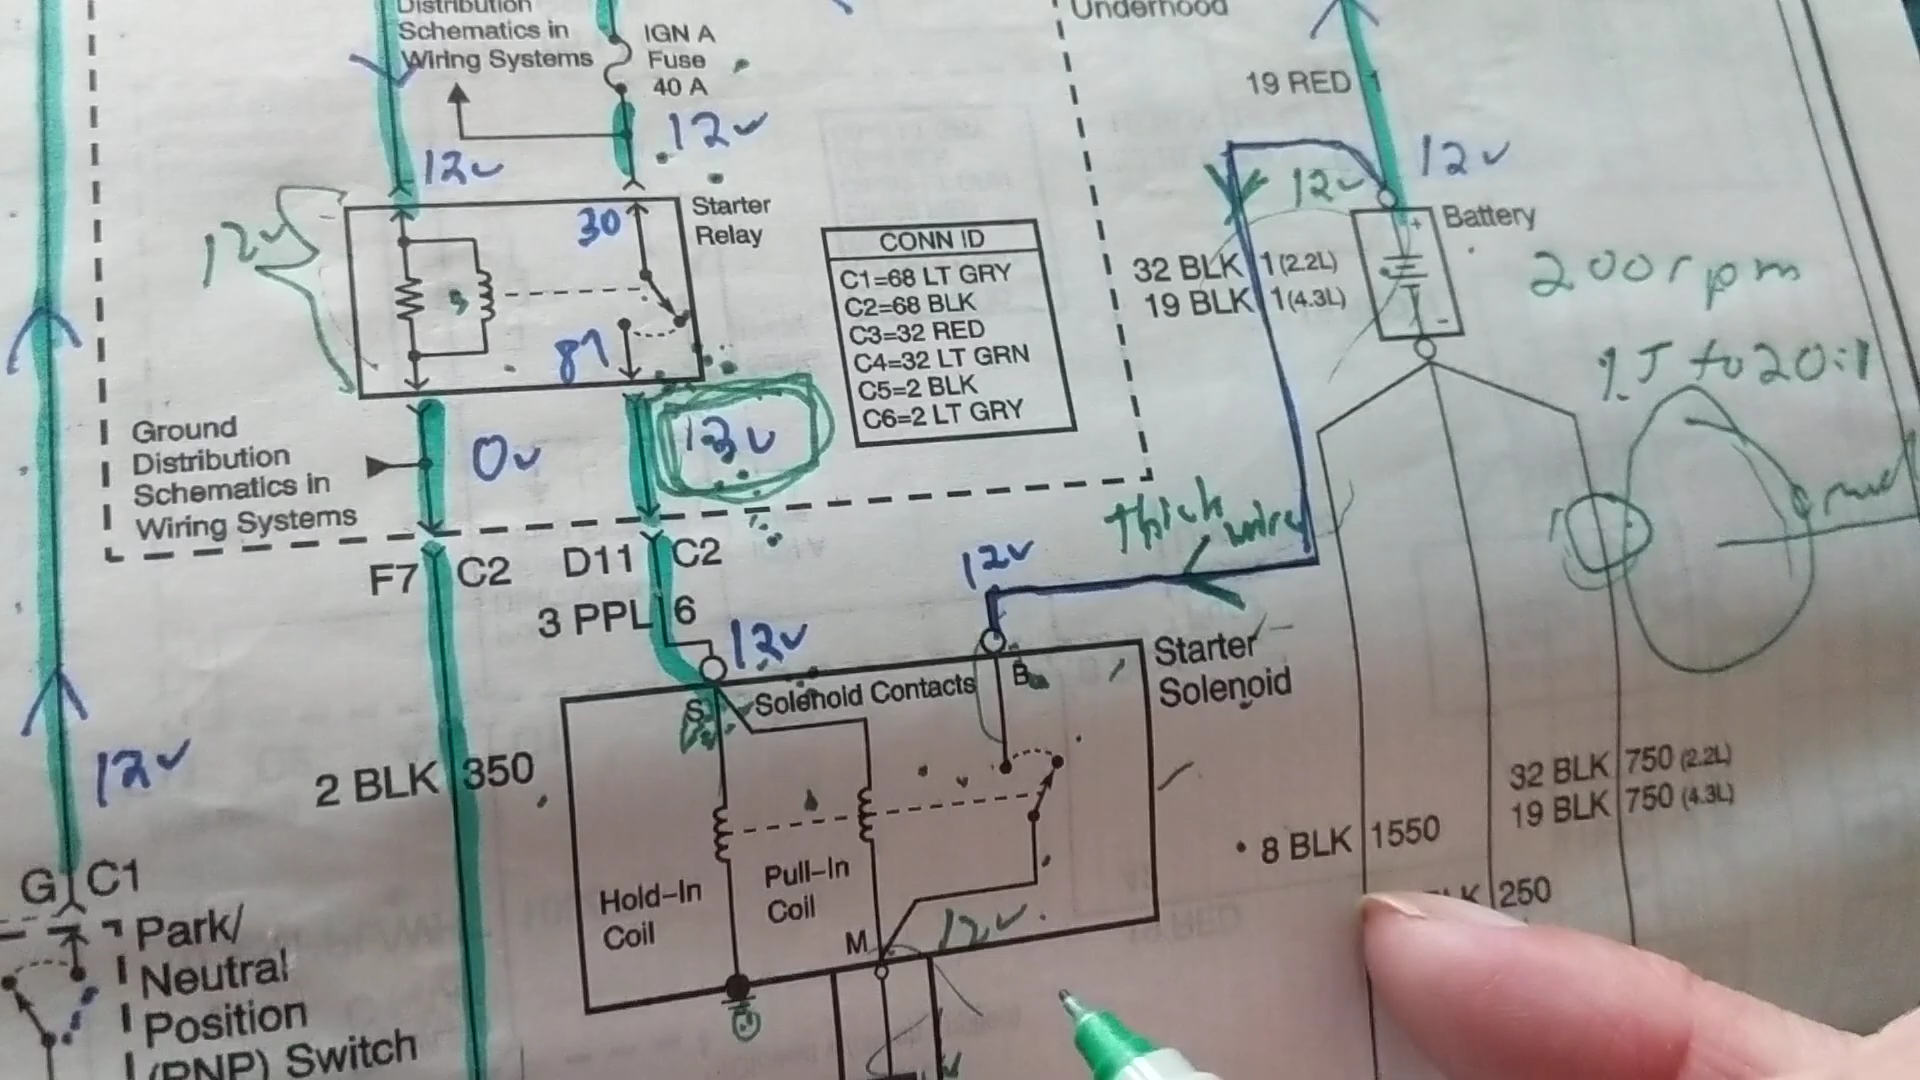 Distribution
Schematics in
Wiring Systems
IGN A
Fuse
40 A
Underhood
19 RED 1
12v
12v
12v
12v
12v
30
87
Starter
Relay
CONN ID
C1=68 LT GRY
C2=68 BLK
C3=32 RED
C4=32 LT GRN
C5=2 BLK
C6=2 LT GRY
32 BLK 1 (2.2L)
19 BLK 1 (4.3L)
+
Battery
-
200rpm
Ground
Distribution
Schematics in
Wiring Systems
0v
thick wire
F7 C2
D11 C2
3 PPL 6
12v
12v
S
Solenoid Contacts
B
Starter
Solenoid
12v
2 BLK 350
32 BLK 750 (2.2L)
19 BLK 750 (4.3L)
8 BLK 1550
LK 250
Hold-In
Coil
Pull-In
Coil
M
12v
G C1
Park/
Neutral
Position
(PNP) Switch